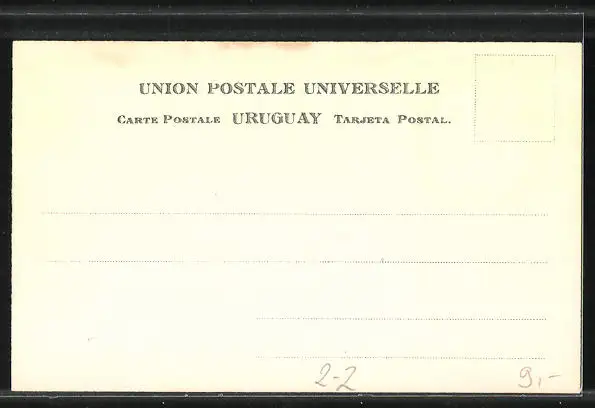 UNION POSTALE UNIVERSELLE
CARTE POSTALE URUGUAY TARJETA POSTAL.
2-2 9,-